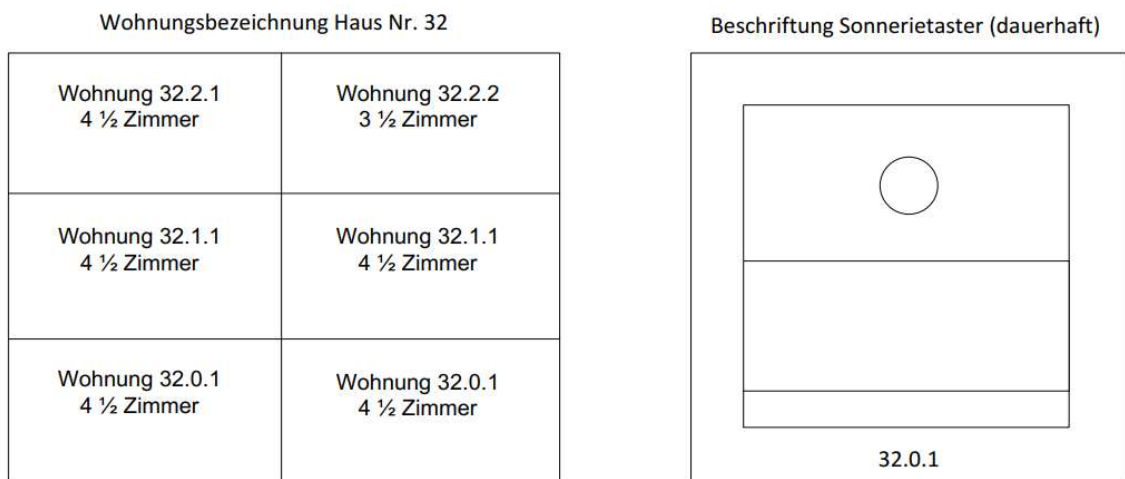 Wohnungsbezeichnung Haus Nr. 32
Beschriftung Sonnerietaster (dauerhaft)
Wohnung 32.2.1
4 ½ Zimmer
Wohnung 32.2.2
3 ½ Zimmer
Wohnung 32.1.1
4 ½ Zimmer
Wohnung 32.1.1
4 ½ Zimmer
Wohnung 32.0.1
4 ½ Zimmer
Wohnung 32.0.1
4 ½ Zimmer
32.0.1